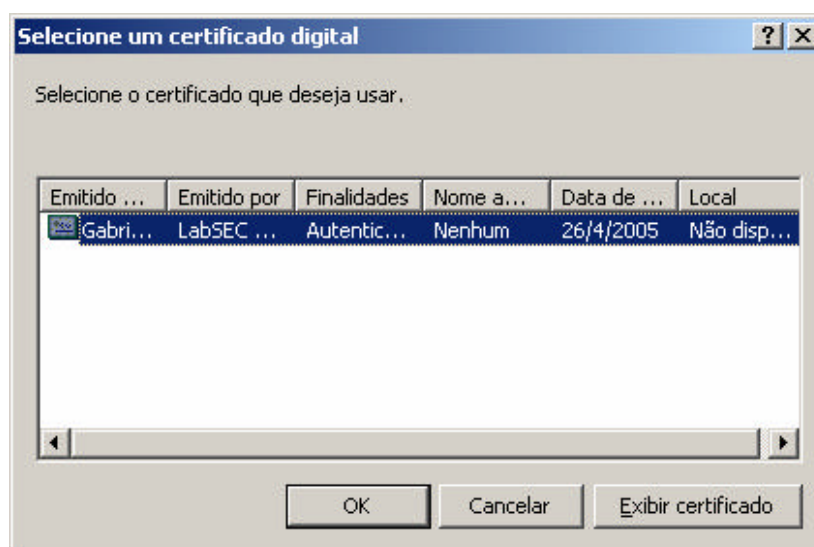 Selecione um certificado digital
Selecione o certificado que deseja usar.
Emitido ... Emitido por Finalidades Nome a... Data de ... Local
Gabri... LabSEC ... Autentic... Nenhum 26/4/2005 Não disp...
OK Cancelar Exibir certificado